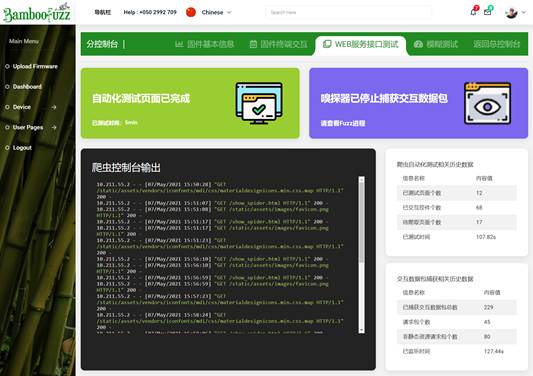 BambooFuzz
导航栏
Help : +050 2992 709
Chinese
Search Here
Main Menu
Upload Firmware
Dashboard
Device
User Pages
Logout
分控制台
固件基本信息
固件终端交互
WEB服务接口测试
模糊测试
返回总控制台
自动化测试页面已完成
已测试时间： 5min
嗅探器已停止捕获交互数据包
请查看Fuzz进程
爬虫控制台输出
10.211.55.2 - - [07/May/2021 15:50:28] "GET
/static/assets/vendors/iconfonts/mdi/css/materialdesignicons.min.css.map HTTP/1.1"
200 -
10.211.55.2 - - [07/May/2021 15:51:07] "GET /show_spider.html HTTP/1.1" 200 -
10.211.55.2 - - [07/May/2021 15:51:08] "GET /static/assets/images/favicon.png
HTTP/1.1" 200 -
10.211.55.2 - - [07/May/2021 15:51:17] "GET /show_spider.html HTTP/1.1" 200 -
10.211.55.2 - - [07/May/2021 15:51:17] "GET /static/assets/images/favicon.png
HTTP/1.1" 200 -
10.211.55.2 - - [07/May/2021 15:51:23] "GET
/static/assets/vendors/iconfonts/mdi/css/materialdesignicons.min.css.map HTTP/1.1"
200 -
10.211.55.2 - - [07/May/2021 15:56:10] "GET /show_spider.html HTTP/1.1" 200 -
10.211.55.2 - - [07/May/2021 15:56:10] "GET /static/assets/images/favicon.png
HTTP/1.1" 200 -
10.211.55.2 - - [07/May/2021 15:56:59] "GET /show_spider.html HTTP/1.1" 200 -
10.211.55.2 - - [07/May/2021 15:56:59] "GET /static/assets/images/favicon.png
HTTP/1.1" 200 -
10.211.55.2 - - [07/May/2021 15:57:23] "GET
/static/assets/vendors/iconfonts/mdi/css/materialdesignicons.min.css.map HTTP/1.1"
200 -
10.211.55.2 - - [07/May/2021 15:58:24] "GET
/static/assets/vendors/iconfonts/mdi/css/materialdesignicons.min.css.map HTTP/1.1"
200 -
爬虫自动化测试相关历史数据
信息名称 内容值
已测试页面个数 12
已交互控件个数 68
待爬取页面个数 17
已测试时间 107.82s
交互数据包捕获相关历史数据
信息名称 内容值
已捕获交互数据包总数 229
请求包个数 45
非静态资源请求包个数 80
已监听时间 127.44s